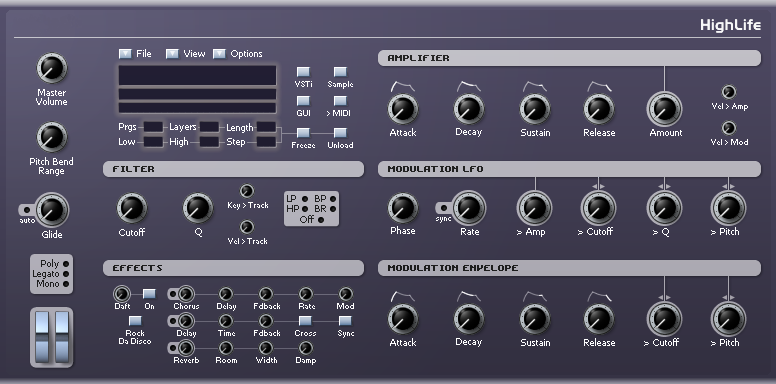 HighLife
File View Options
Master
Volume
VSTi Sample
GUI > MIDI
Prgs Layers Length
Low High Step
Freeze Unload
Pitch Bend
Range
auto
Glide
Poly
Legato
Mono
FILTER
Cutoff Q
Key > Track
Vel > Track
LP BP
HP BR
Off
EFFECTS
Daft On Chorus Delay Fdback Rate Mod
Rock
Da Disco
Delay Time Fdback Cross Sync
Reverb Room Width Damp
AMPLIFIER
Attack Decay Sustain Release Amount
Vel > Amp
Vel > Mod
MODULATION LFO
Phase sync Rate > Amp > Cutoff > Q > Pitch
MODULATION ENVELOPE
Attack Decay Sustain Release > Cutoff > Pitch